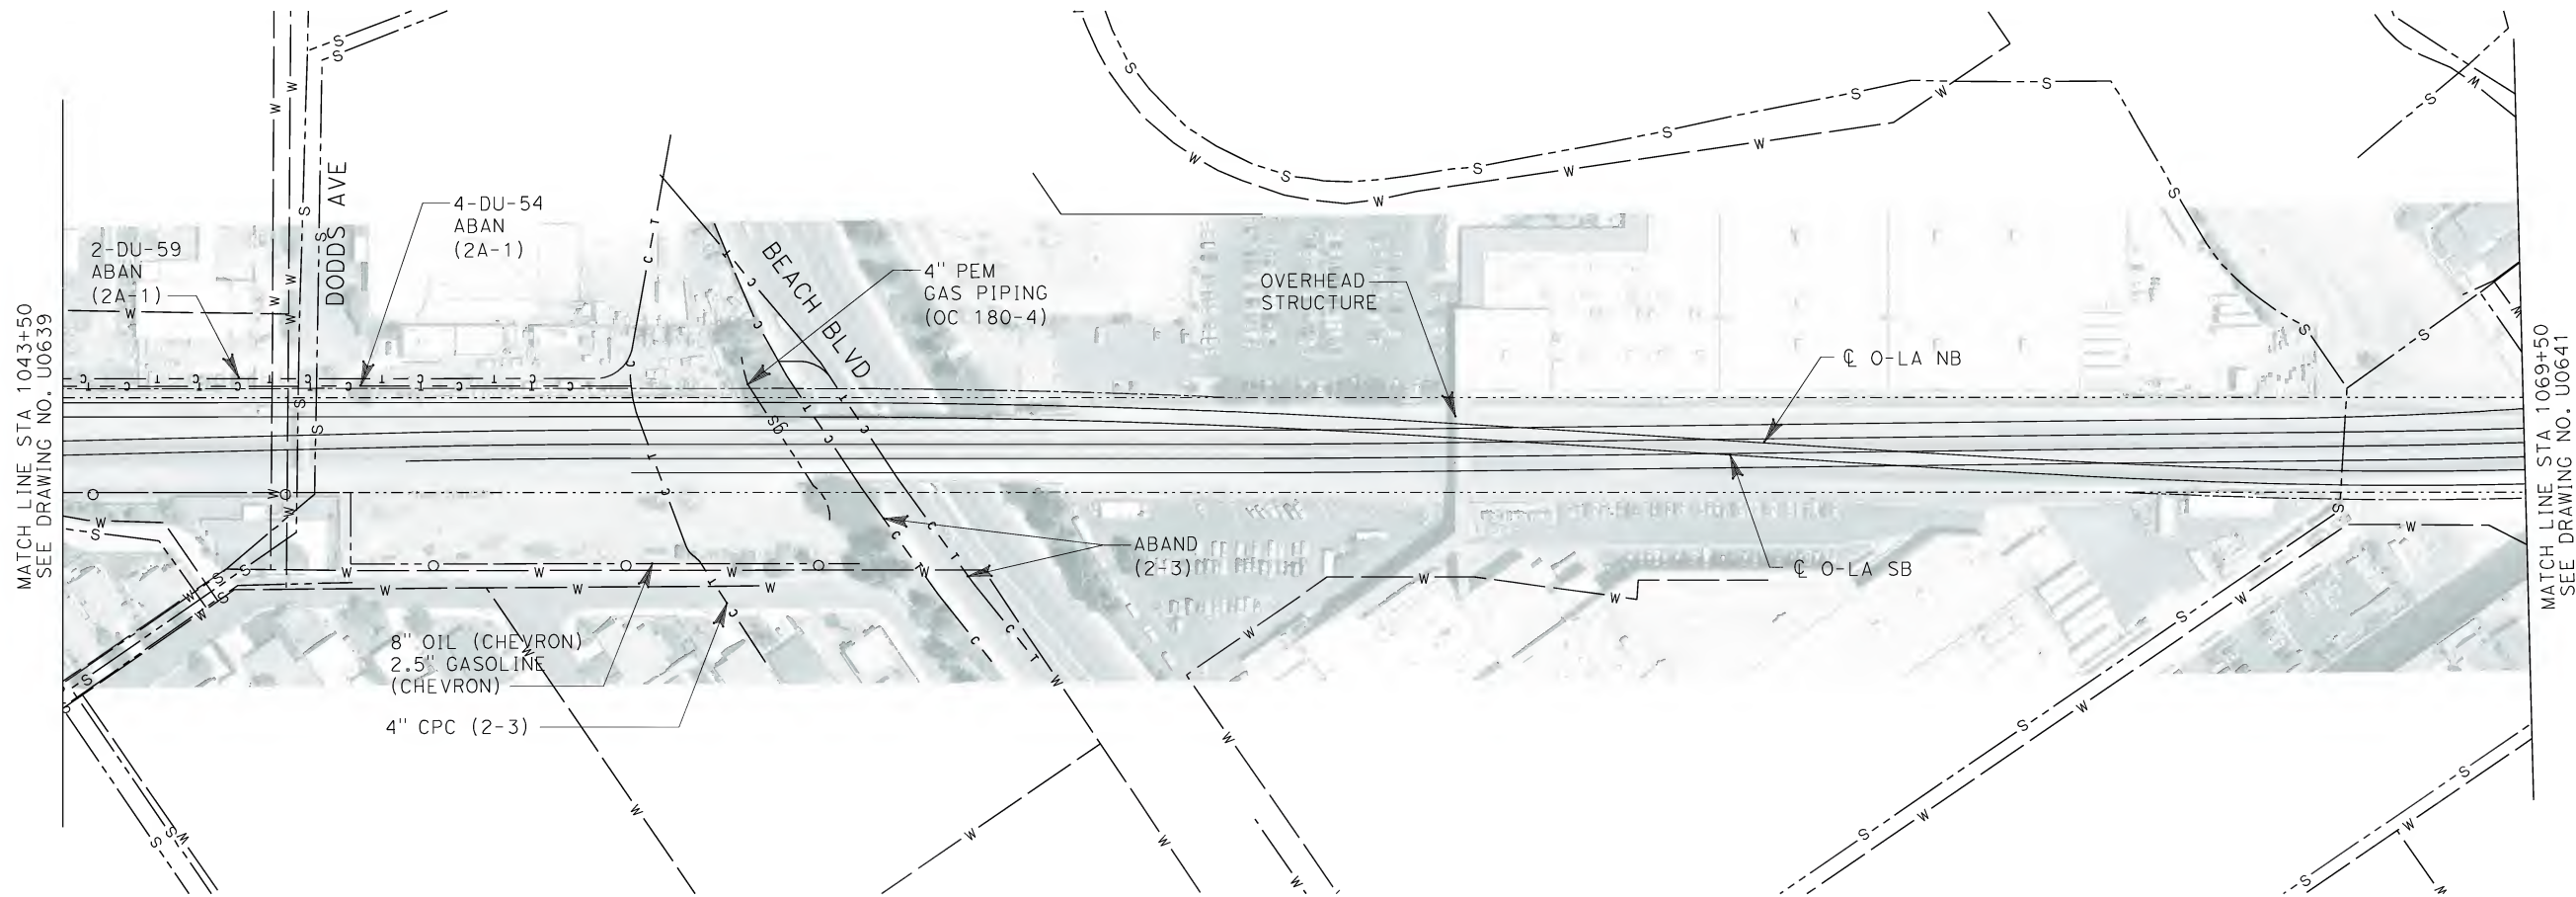 MATCH LINE STA 1043+50
SEE DRAWING NO. U0639
2-DU-59
ABAN
(2A-1)
DODDS AVE
4-DU-54
ABAN
(2A-1)
BEACH BLVD
4" PEM
GAS PIPING
(OC 180-4)
OVERHEAD
STRUCTURE
℄ O-LA NB
℄ O-LA SB
ABAND
(2-3)
8" OIL (CHEVRON)
2.5" GASOLINE
(CHEVRON)
4" CPC (2-3)
MATCH LINE STA 1069+50
SEE DRAWING NO. U0641